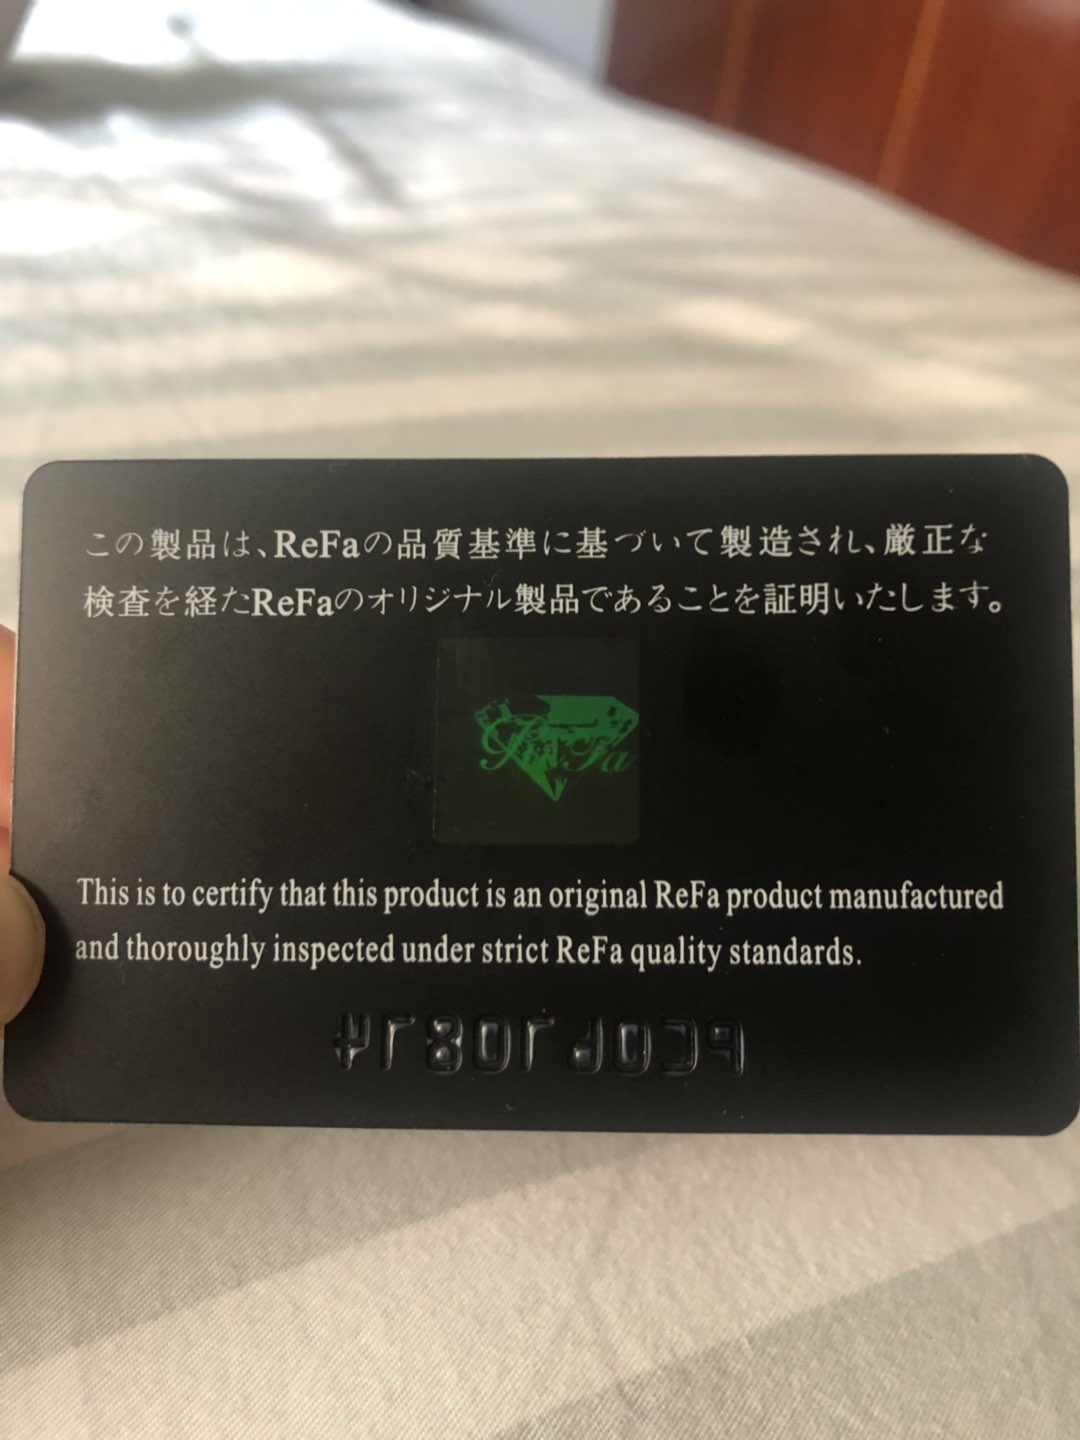 この製品は、ReFaの品質基準に基づいて製造され、厳正な
検査を経たReFaのオリジナル製品であることを証明いたします。
This is to certify that this product is an original ReFa product manufactured
and thoroughly inspected under strict ReFa quality standards.